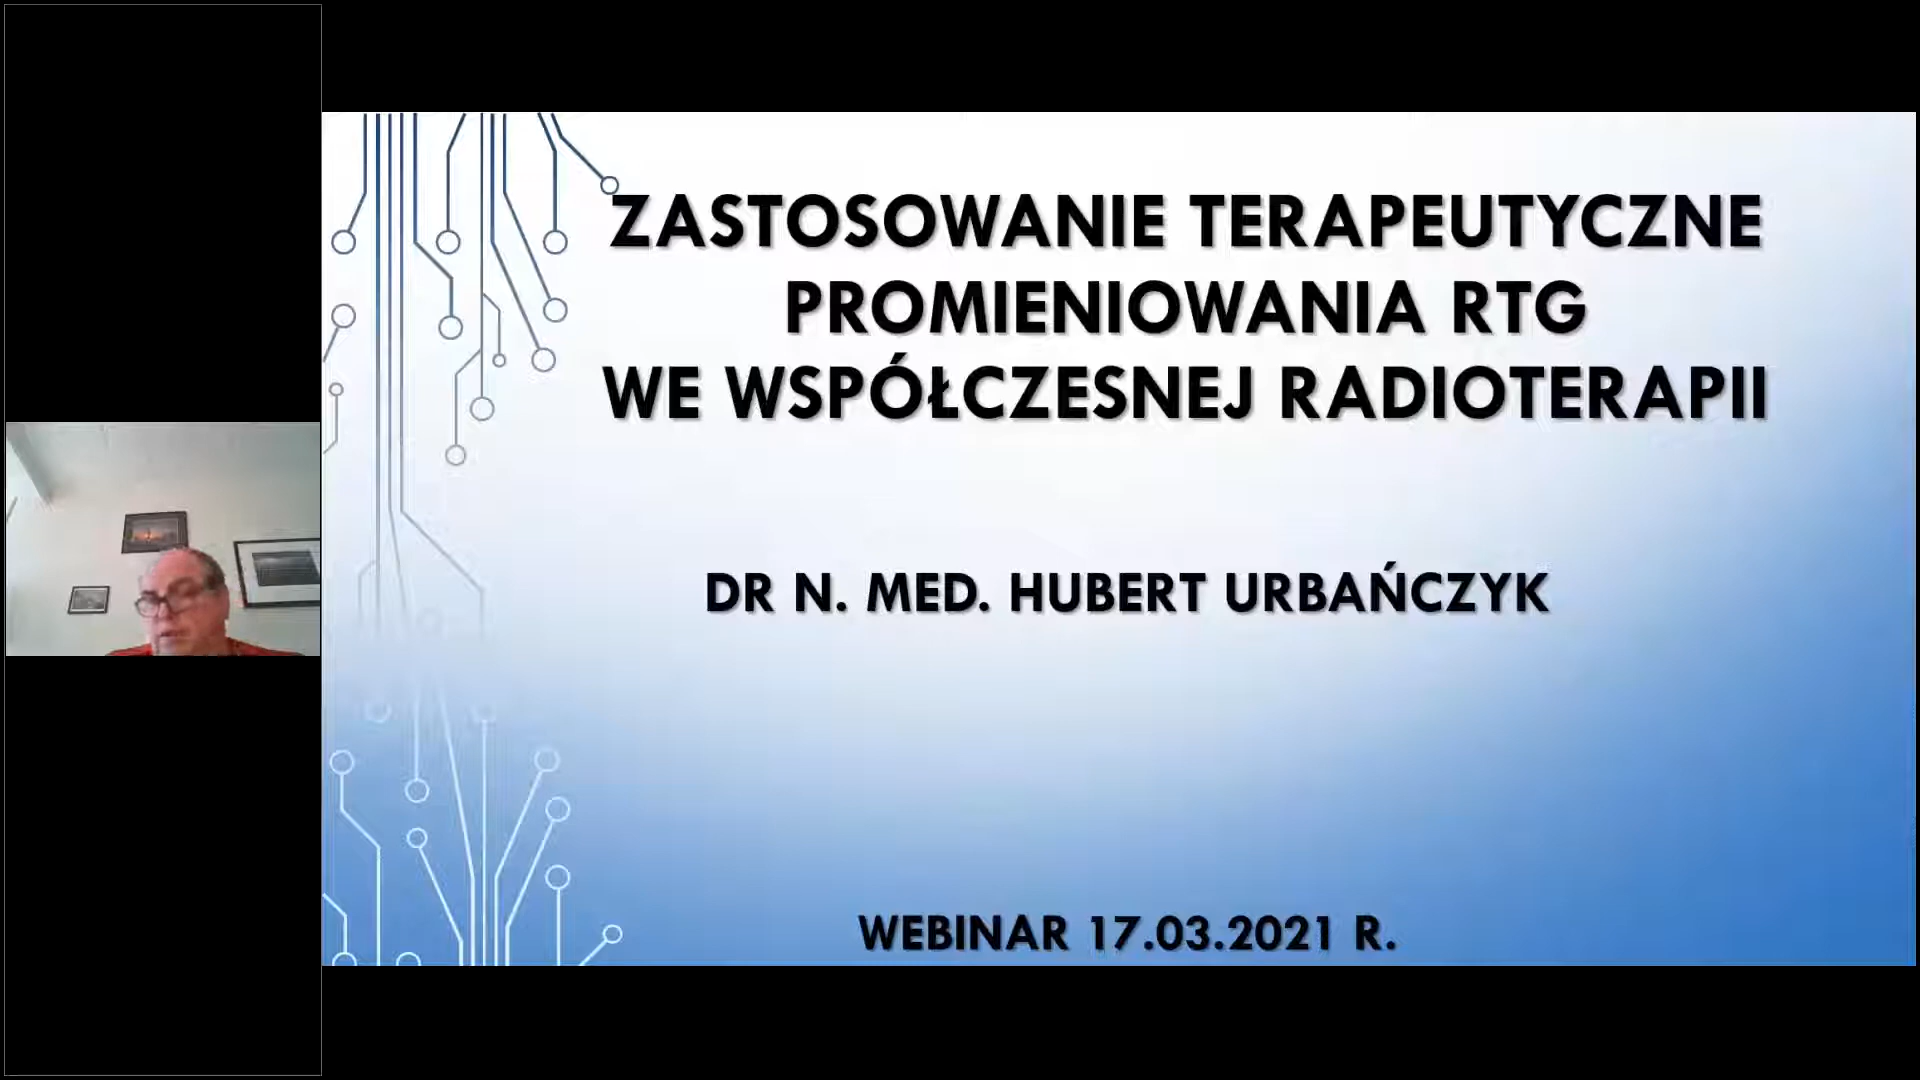 ZASTOSOWANIE TERAPEUTYCZNE
PROMIENIOWANIA RTG
WE WSPÓŁCZESNEJ RADIOTERAPII
DR N. MED. HUBERT URBAŃCZYK
WEBINAR 17.03.2021 R.